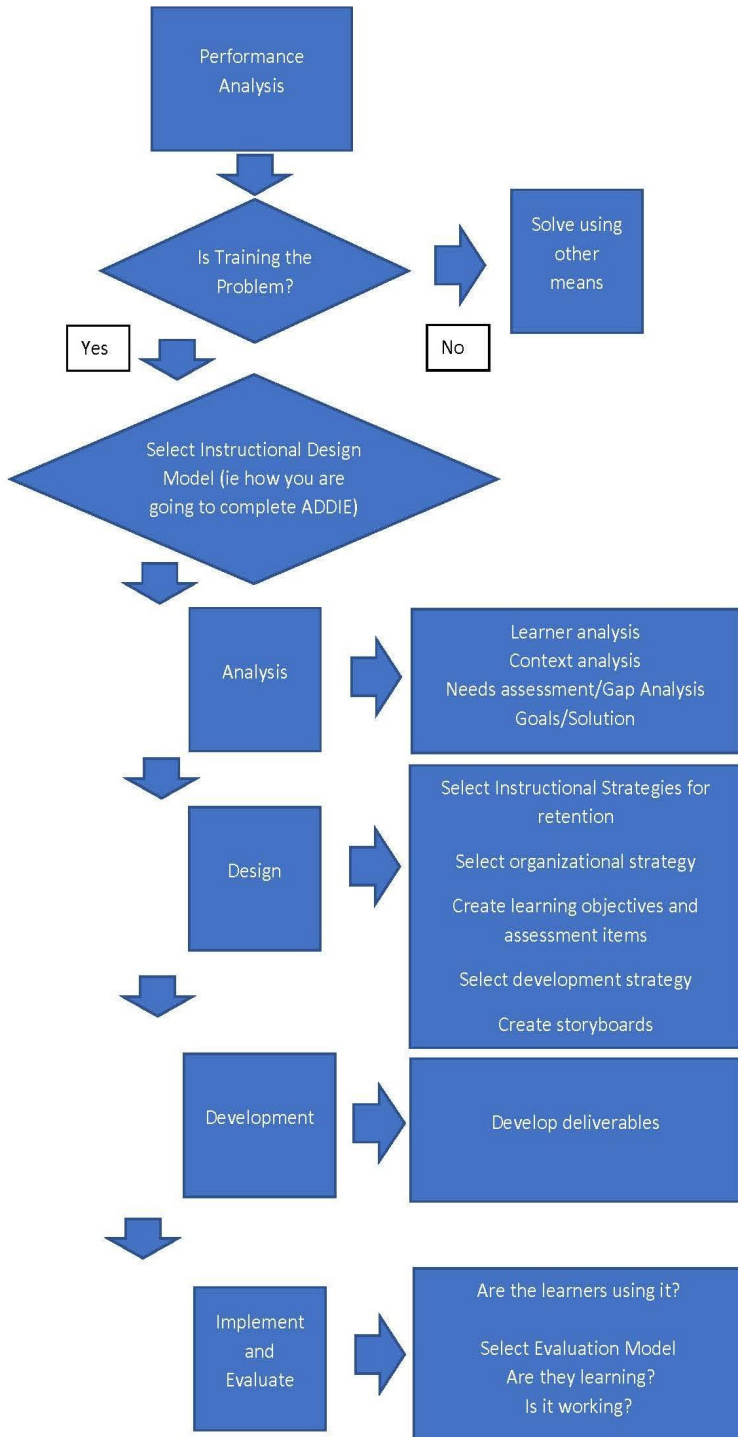 Performance
Analysis
Is Training the
Problem?
Solve using
other
means
Yes
No
Select Instructional Design
Model (ie how you are
going to complete ADDIE)
Analysis
Learner analysis
Context analysis
Needs assessment/Gap Analysis
Goals/Solution
Design
Select Instructional Strategies for
retention
Select organizational strategy
Create learning objectives and
assessment items
Select development strategy
Create storyboards
Development
Develop deliverables
Implement
and
Evaluate
Are the learners using it?
Select Evaluation Model
Are they learning?
Is it working?